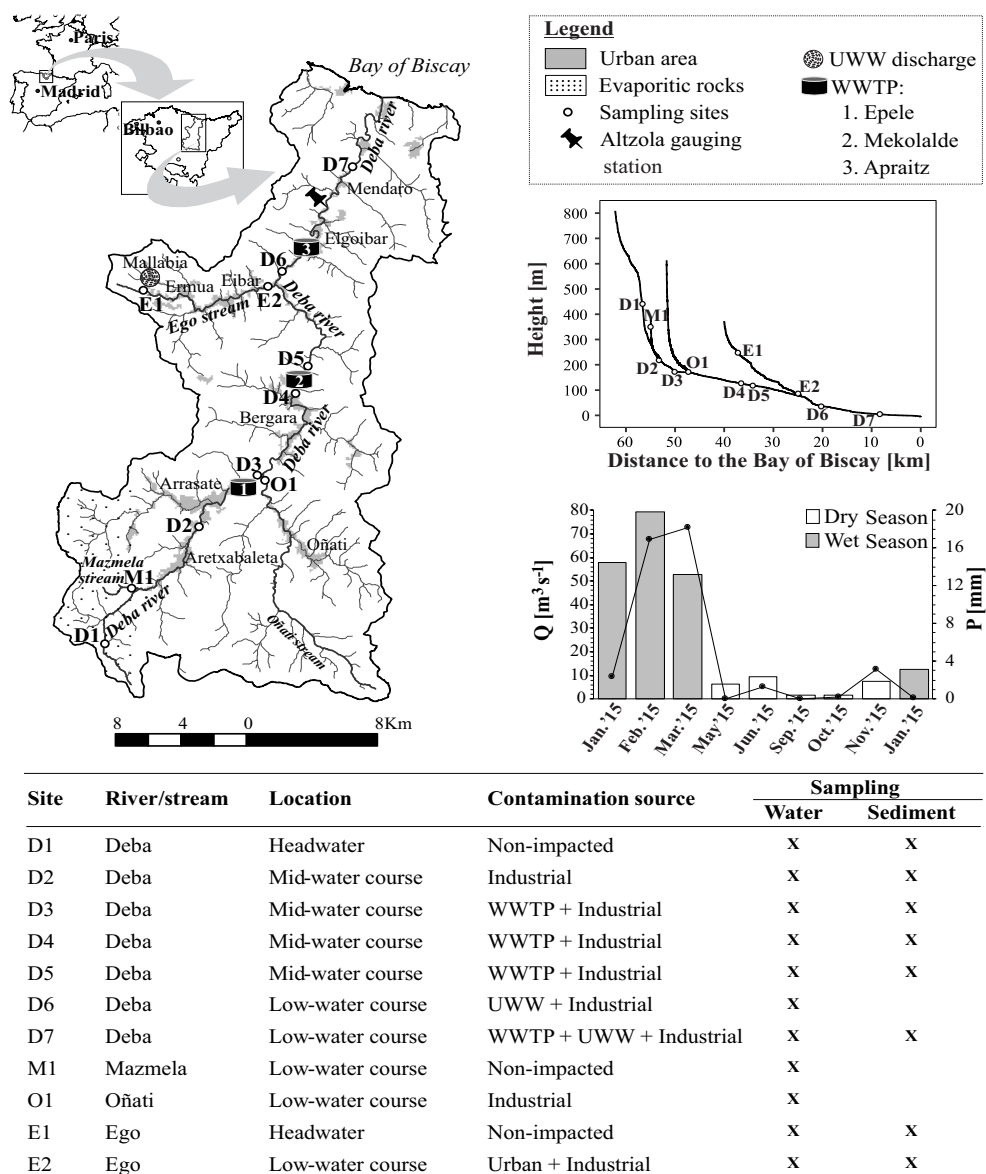 Paris
Madrid
Bilbao
Bay of Biscay
Deba river
D7
Mendaro
3
Elgoibar
D6
Mallabia
Ermua
Eibar
E1
E2
Ego stream
Deba river
D5
2
D4
Bergara
Deba river
D3
O1
Arrasate
1
D2
Oñati
Aretxabaleta
Mazmela
stream
M1
Deba river
D1
Oñati stream
8 4 0 8Km
Legend
Urban area
Evaporitic rocks
Sampling sites
Altzola gauging
station
UWW discharge
WWTP:
1. Epele
2. Mekolalde
3. Apraitz
Height [m]
800
700
600
500
400
300
200
100
0
D1
M1
D2
D3
O1
E1
D4
D5
E2
D6
D7
60 50 40 30 20 10 0
Distance to the Bay of Biscay [km]
Q [m³s⁻¹]
80
70
60
50
40
30
20
10
0
Dry Season
Wet Season
20
16
12
8
4
0
P [mm]
Jan.'15 Feb.'15 Mar.'15 May'15 Jun.'15 Sep.'15 Oct.'15 Nov.'15 Jan.'15
Site River/stream Location Contamination source Sampling
Water Sediment
D1 Deba Headwater Non-impacted x x
D2 Deba Mid-water course Industrial x x
D3 Deba Mid-water course WWTP + Industrial x x
D4 Deba Mid-water course WWTP + Industrial x x
D5 Deba Mid-water course WWTP + Industrial x x
D6 Deba Low-water course UWW + Industrial x
D7 Deba Low-water course WWTP + UWW + Industrial x x
M1 Mazmela Low-water course Non-impacted x
O1 Oñati Low-water course Industrial x
E1 Ego Headwater Non-impacted x x
E2 Ego Low-water course Urban + Industrial x x